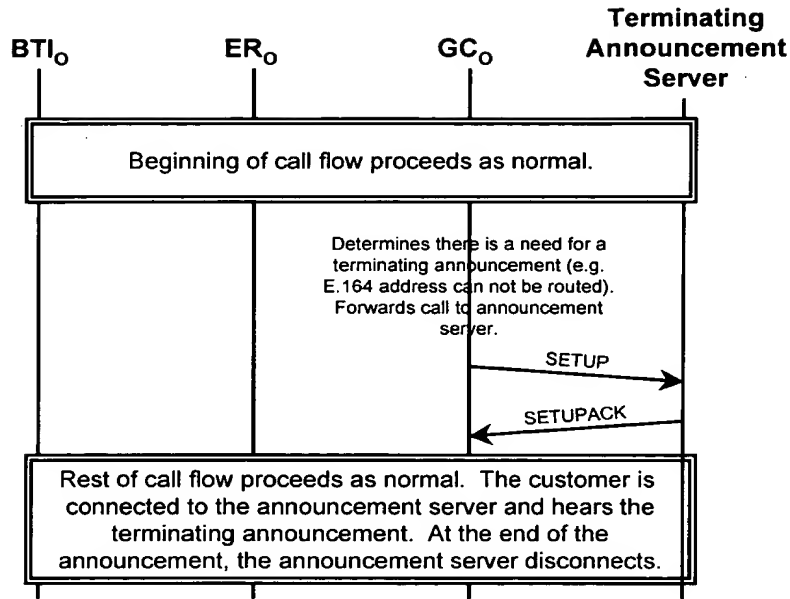 Terminating
Announcement
Server
BTIO
ERO
GCO
Beginning of call flow proceeds as normal.
Determines there is a need for a
terminating announcement (e.g.
E.164 address can not be routed).
Forwards call to announcement
server.
SETUP
SETUPACK
Rest of call flow proceeds as normal. The customer is
connected to the announcement server and hears the
terminating announcement. At the end of the
announcement, the announcement server disconnects.